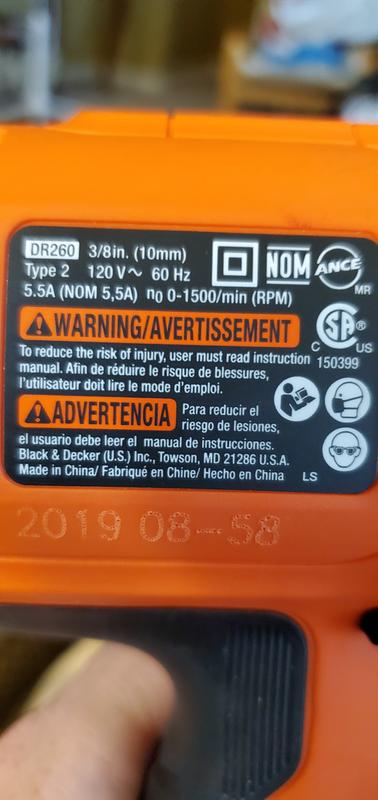 DR260 3/8in. (10mm)
Type 2 120 V~ 60 Hz
5.5A (NOM 5,5A) n0 0-1500/min (RPM)
NOM ANCE
MR
WARNING/AVERTISSEMENT
SA®
C US
150399
To reduce the risk of injury, user must read instruction
manual. Afin de réduire le risque de blessures,
l'utilisateur doit lire le mode d'emploi.
ADVERTENCIA Para reducir el
riesgo de lesiones,
el usuario debe leer el manual de instrucciones.
Black & Decker (U.S.) Inc., Towson, MD 21286 U.S.A.
Made in China/ Fabriqué en Chine/ Hecho en China LS
2019 08-58